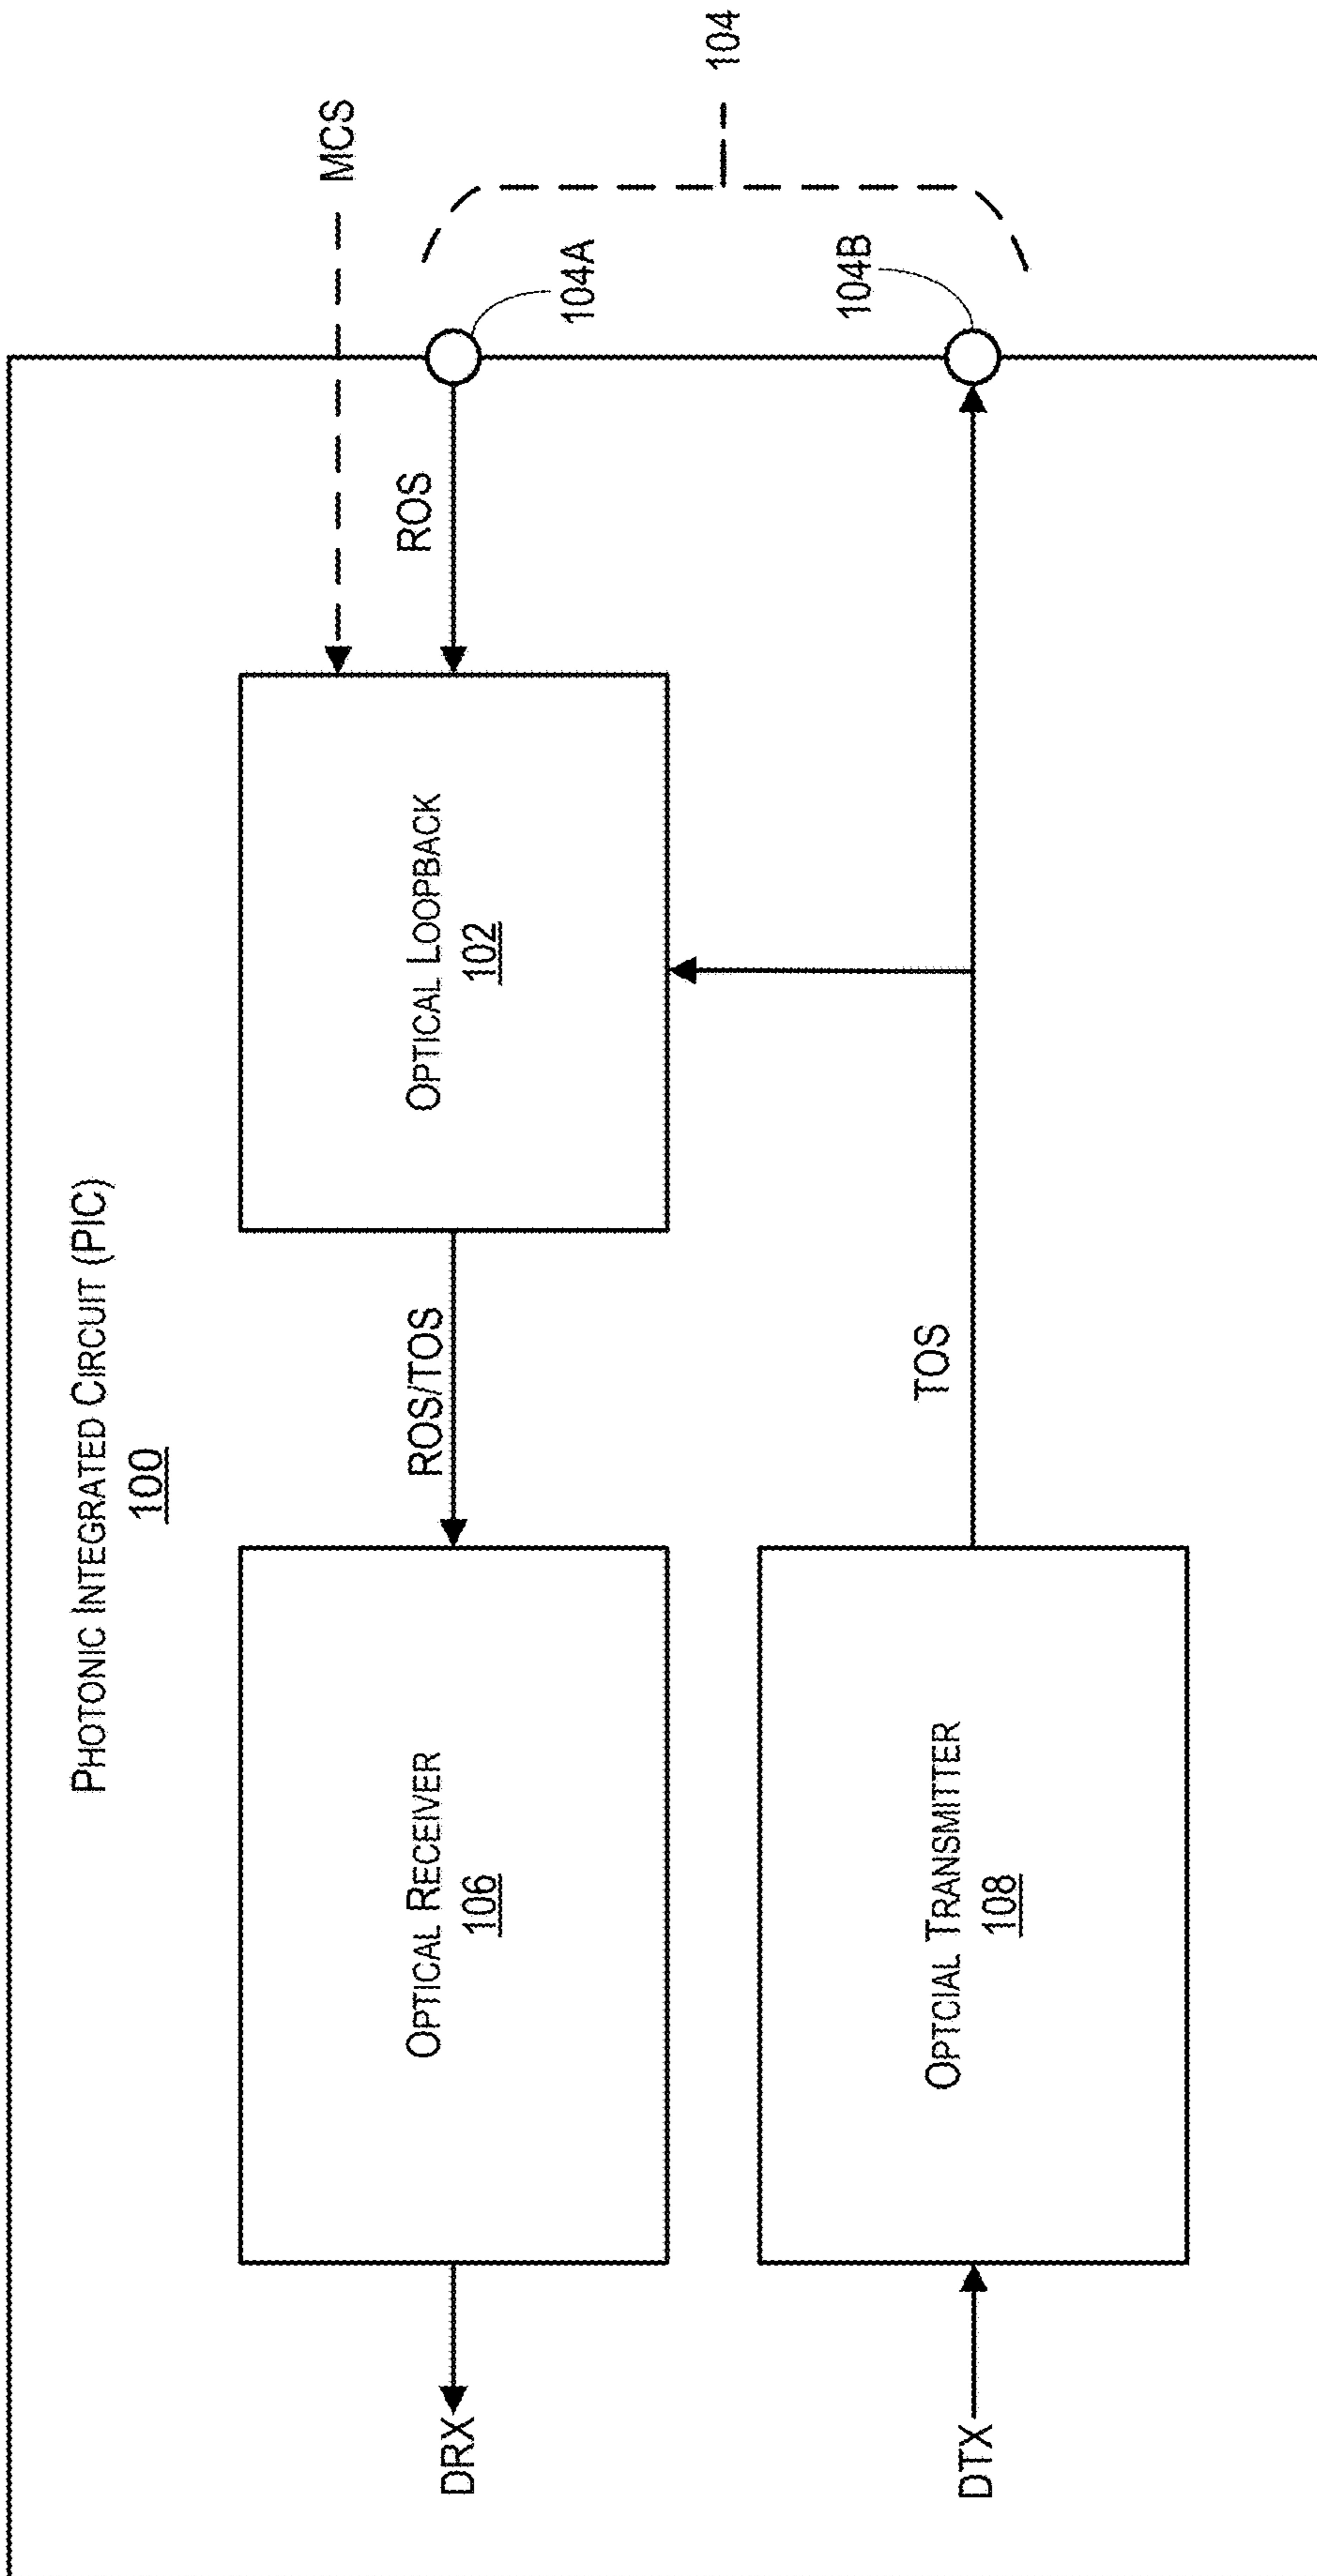 PHOTONIC INTEGRATED CIRCUIT (PIC)
100
MCS
DRX
OPTICAL RECEIVER
106
ROS/TOS
OPTICAL LOOPBACK
102
ROS
104A
104
DTX
OPTCIAL TRANSMITTER
108
TOS
104B